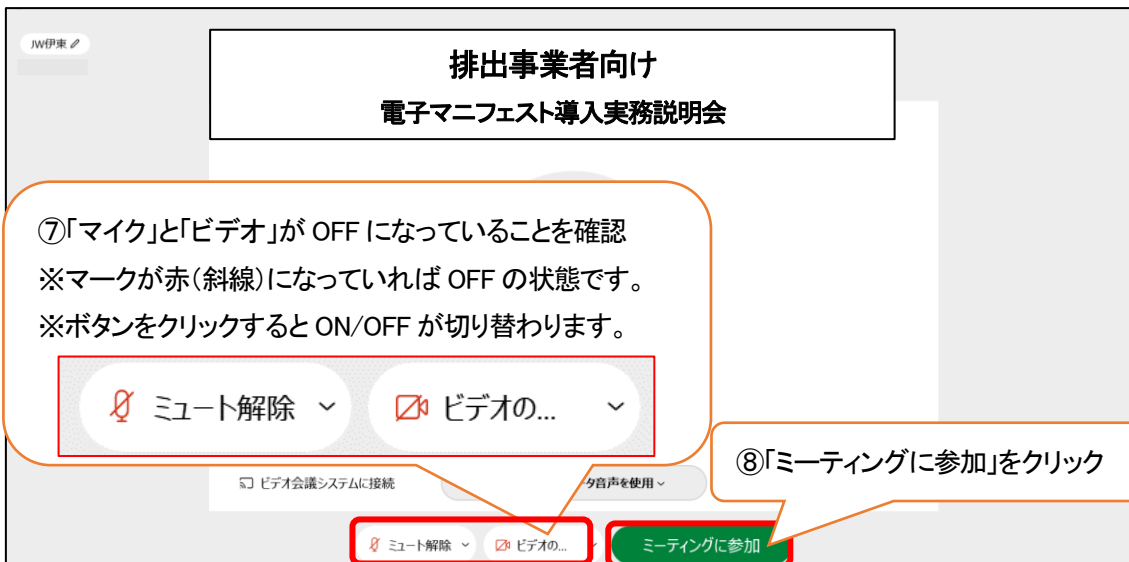 JW伊東
排出事業者向け
電子マニフェスト導入実務説明会
⑦「マイク」と「ビデオ」が OFF になっていることを確認
※マークが赤(斜線)になっていれば OFF の状態です。
※ボタンをクリックすると ON/OFF が切り替わります。
ミュート解除
ビデオの...
⑧「ミーティングに参加」をクリック
ビデオ会議システムに接続
タ音声を使用
ミュート解除
ビデオの...
ミーティングに参加